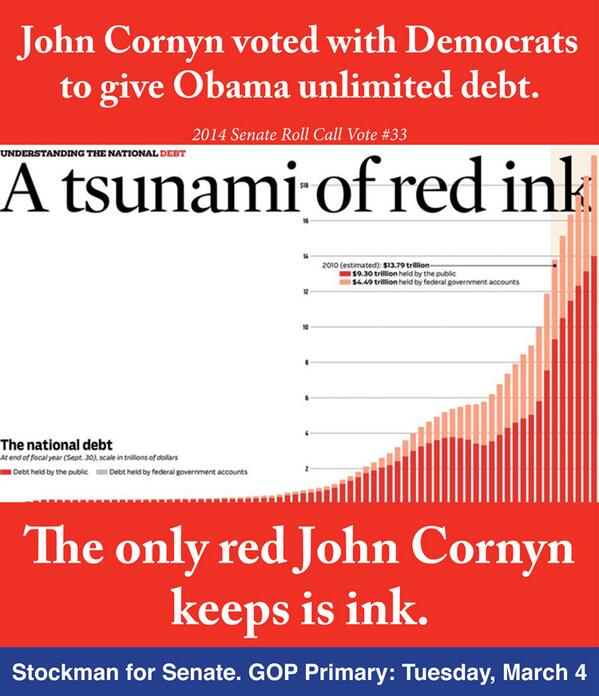 John Cornyn voted with Democrats
to give Obama unlimited debt.
2014 Senate Roll Call Vote #33
UNDERSTANDING THE NATIONAL DEBT
A tsunami of red ink
$18
16
14
2010 (estimated): $13.79 trillion
$9.30 trillion held by the public
$4.49 trillion held by federal government accounts
12
10
8
6
4
2
The national debt
At end of fiscal year (Sept. 30), scale in trillions of dollars
Debt held by the public Debt held by federal government accounts
The only red John Cornyn
keeps is ink.
Stockman for Senate. GOP Primary: Tuesday, March 4